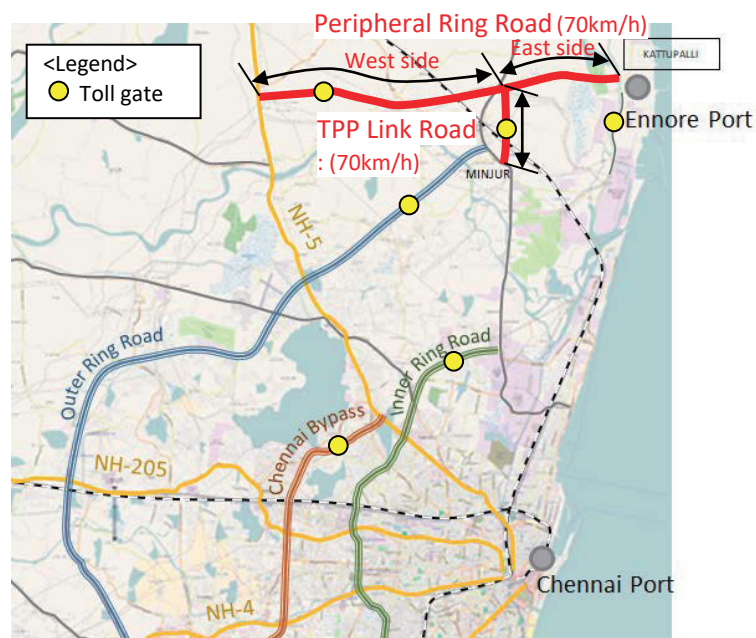 Peripheral Ring Road (70km/h)
<Legend>
Toll gate
West side
East side
KATTUPALLI
Ennore Port
TPP Link Road
: (70km/h)
MINJUR
NH-5
Outer Ring Road
Inner Ring Road
Chennai Bypass
NH-205
Chennai Port
NH-4